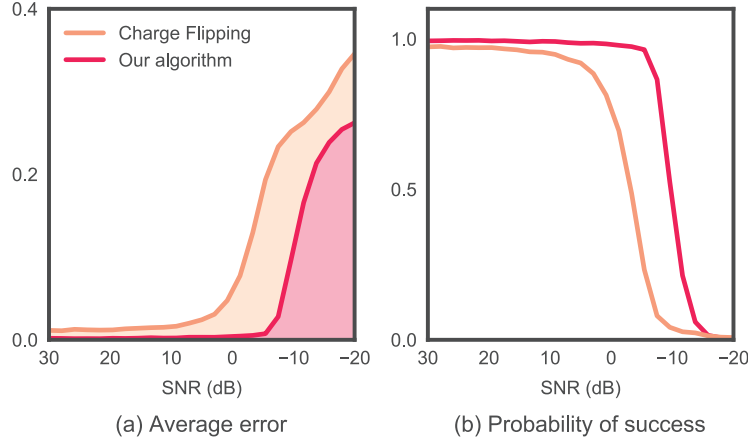 0.4
Charge Flipping
Our algorithm
0.2
0.0
30 20 10 0 −10 −20
SNR (dB)
(a) Average error
1.0
0.5
0.0
30 20 10 0 −10 −20
SNR (dB)
(b) Probability of success